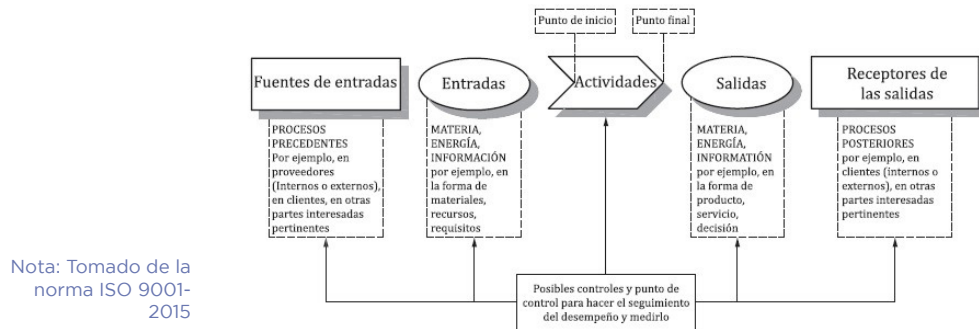 Punto de inicio
Punto final
Fuentes de entradas
Entradas
Actividades
Salidas
Receptores de
las salidas
PROCESOS
PRECEDENTES
Por ejemplo, en
proveedores
(Internos o externos),
en clientes, en otras
partes interesadas
pertinentes
MATERIA,
ENERGÍA,
INFORMACIÓN
por ejemplo, en
la forma de
materiales,
recursos,
requisitos
MATERIA,
ENERGÍA,
INFORMATIÓN
por ejemplo, en
la forma de
producto,
servicio,
decisión
PROCESOS
POSTERIORES
por ejemplo, en
clientes (internos o
externos), en otras
partes interesadas
pertinentes
Posibles controles y punto de
control para hacer el seguimiento
del desempeño y medirlo
Nota: Tomado de la
norma ISO 9001-
2015